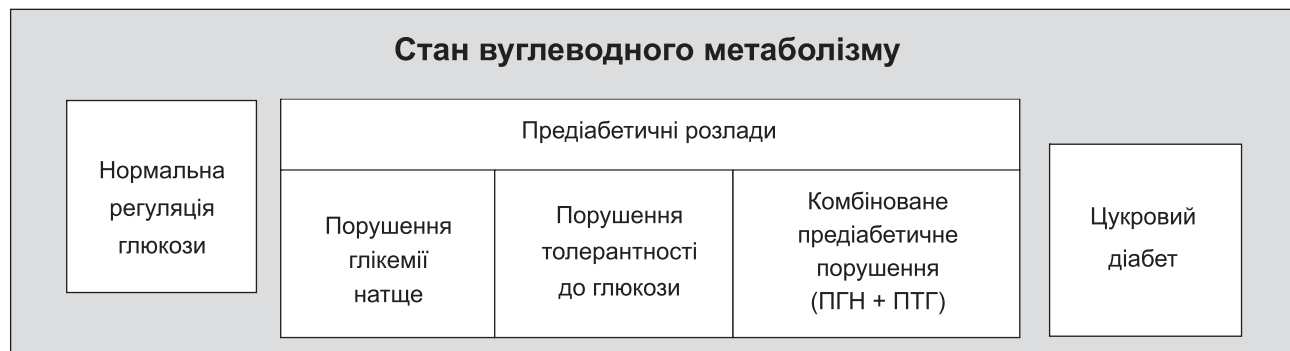 Стан вуглеводного метаболізму
Нормальна
регуляція
глюкози
Предіабетичні розлади
Порушення
глікемії
натще
Порушення
толерантності
до глюкози
Комбіноване
предіабетичне
порушення
(ПГН + ПТГ)
Цукровий
діабет